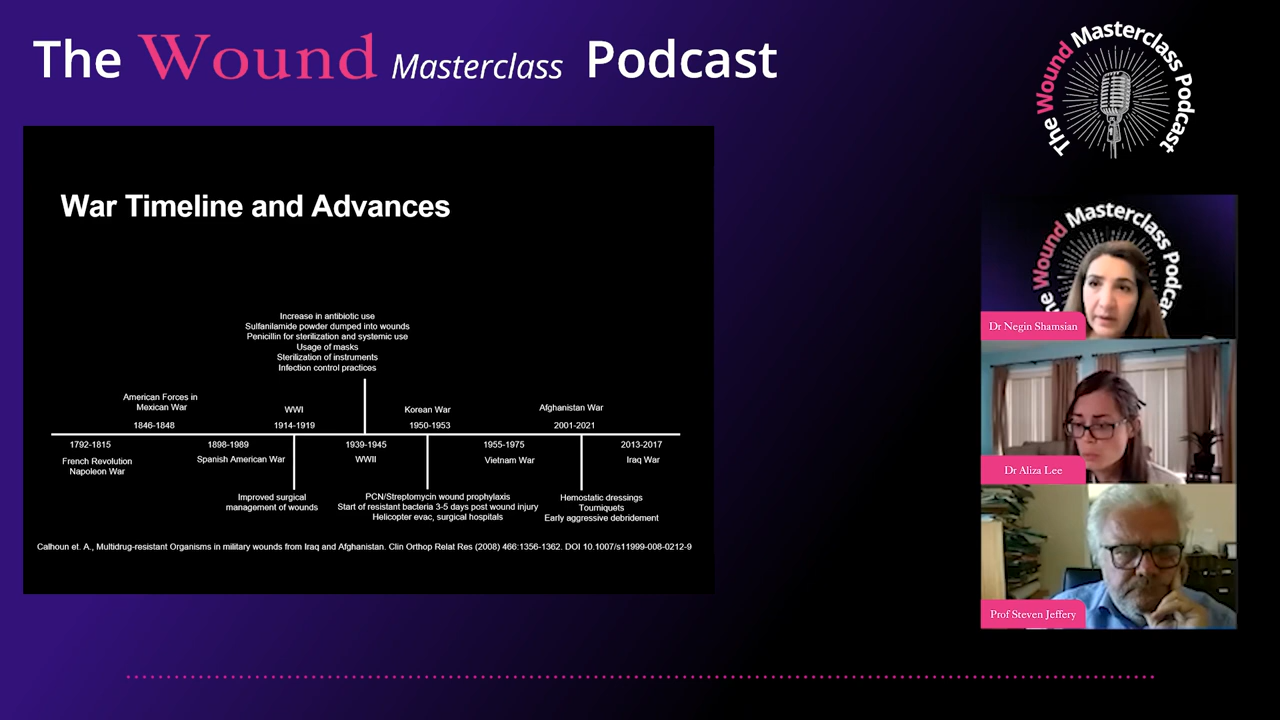 The Wound Masterclass Podcast
The Wound Masterclass Podcast
War Timeline and Advances
Increase in antibiotic use
Sulfanilamide powder dumped into wounds
Penicillin for sterilization and systemic use
Usage of masks
Sterilization of instruments
Infection control practices
American Forces in
Mexican War
1846-1848
WWI
1914-1919
Korean War
1950-1953
Afghanistan War
2001-2021
1792-1815
French Revolution
Napoleon War
1898-1989
Spanish American War
1939-1945
WWII
1955-1975
Vietnam War
2013-2017
Iraq War
Improved surgical
management of wounds
PCN/Streptomycin wound prophylaxis
Start of resistant bacteria 3-5 days post wound injury
Helicopter evac, surgical hospitals
Hemostatic dressings
Tourniquets
Early aggressive debridement
Calhoun et. A., Multidrug-resistant Organisms in military wounds from Iraq and Afghanistan. Clin Orthop Relat Res (2008) 466:1356-1362. DOI 10.1007/s11999-008-0212-9
he Wound Masterclass Podca
Dr Negin Shamsian
Dr Aliza Lee
Prof Steven Jeffery